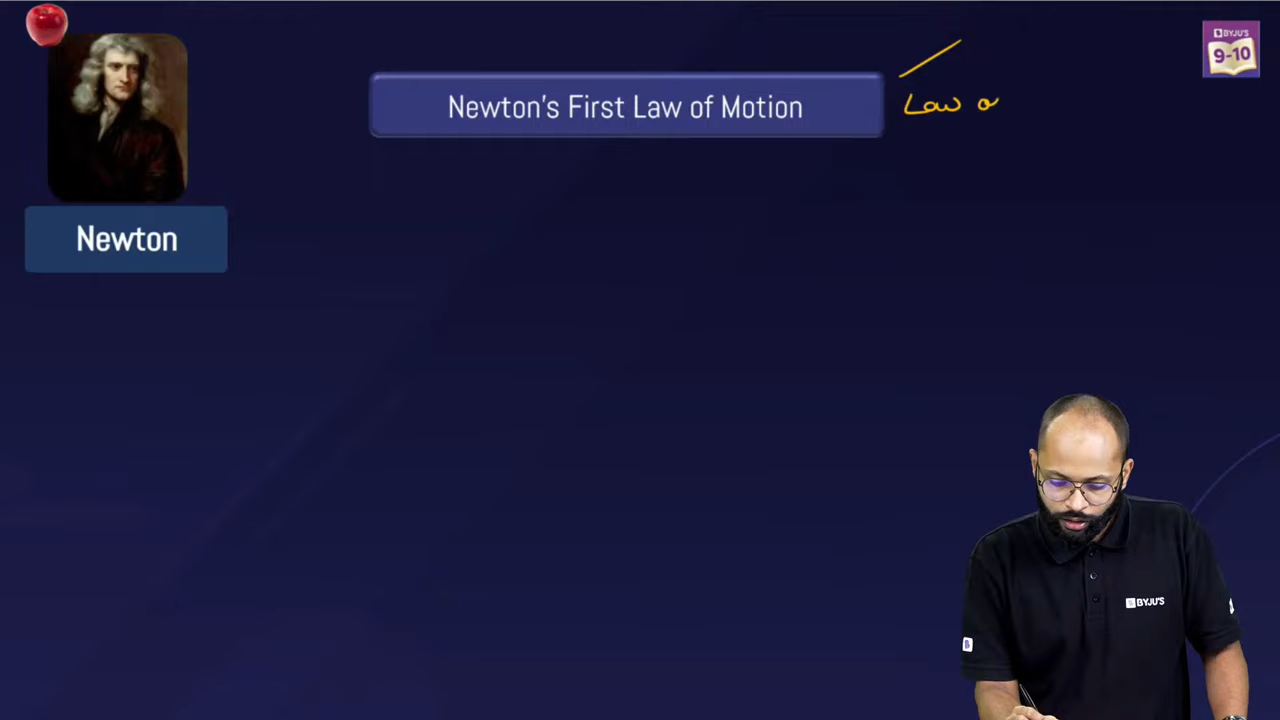 BYJU'S
9-10
Newton's First Law of Motion
Law o
Newton
BYJU'S
B